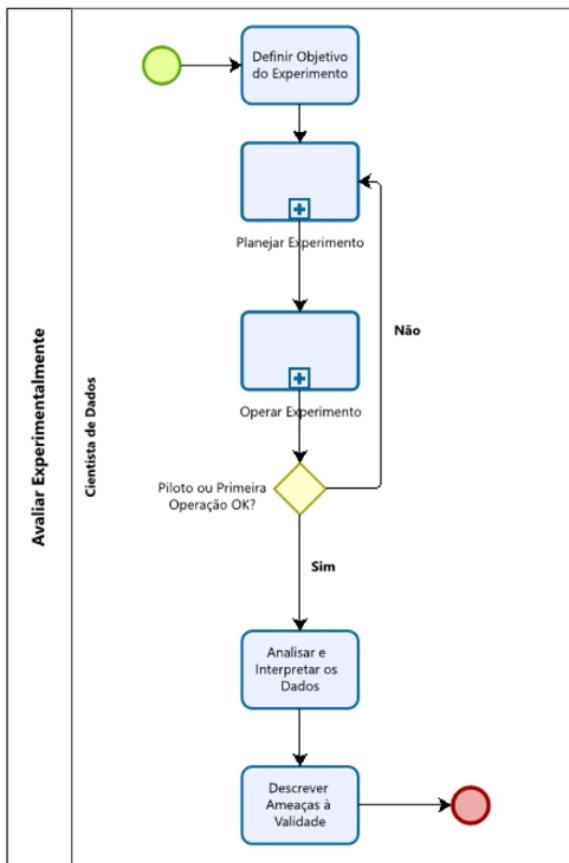 Avaliar Experimentalmente
Cientista de Dados
Definir Objetivo
do Experimento
Planejar Experimento
Não
Operar Experimento
Piloto ou Primeira
Operação OK?
Sim
Analisar e
Interpretar os
Dados
Descrever
Ameaças à
Validade